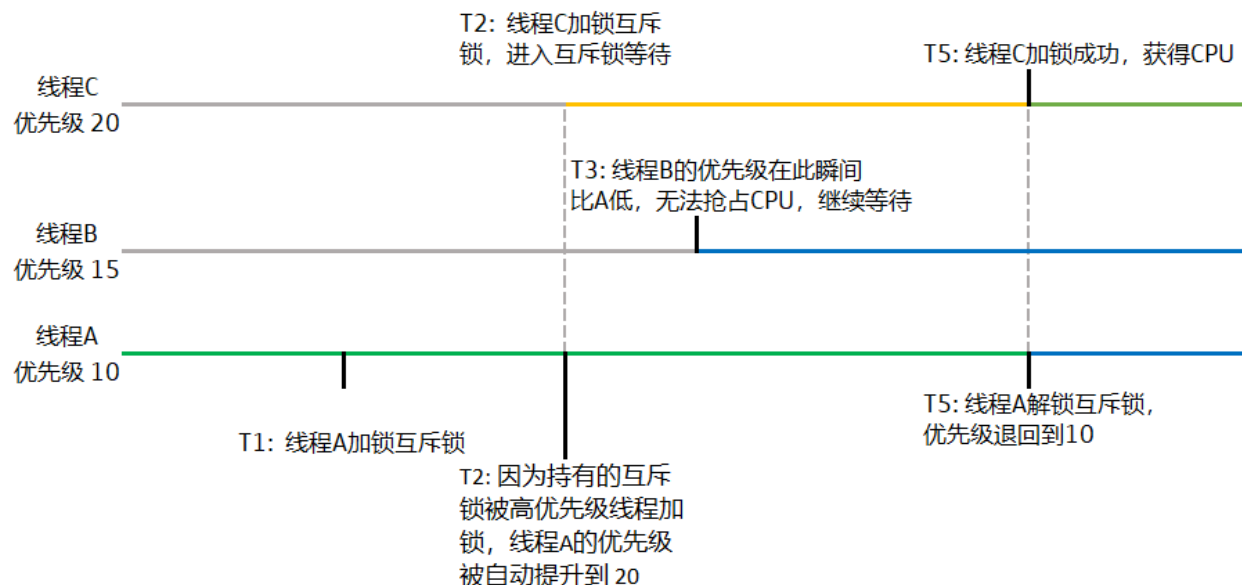 T2: 线程C加锁互斥
锁，进入互斥锁等待
T5: 线程C加锁成功，获得CPU
线程C
优先级 20
T3: 线程B的优先级在此瞬间
比A低，无法抢占CPU，继续等待
线程B
优先级 15
线程A
优先级 10
T1: 线程A加锁互斥锁
T2: 因为持有的互斥
锁被高优先级线程加
锁，线程A的优先级
被自动提升到 20
T5: 线程A解锁互斥锁，
优先级退回到10